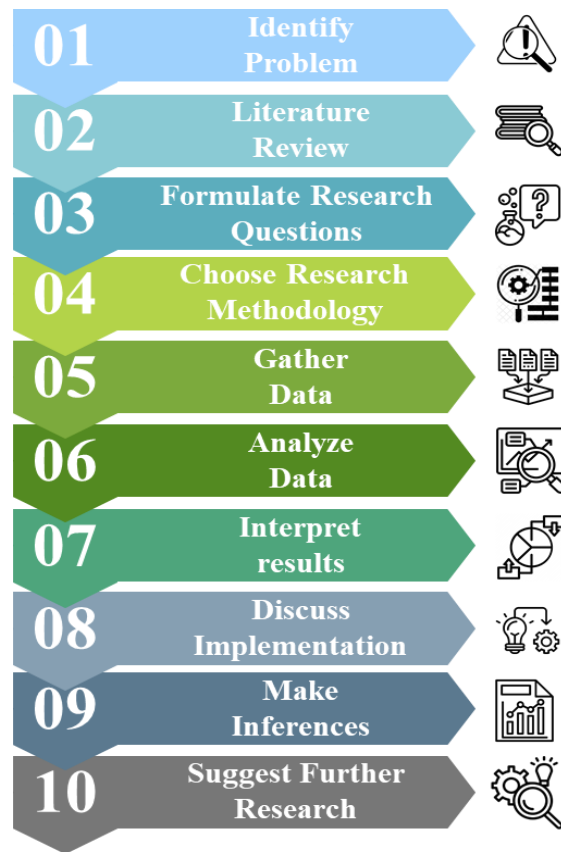 01
Identify
Problem
02
Literature
Review
03
Formulate Research
Questions
04
Choose Research
Methodology
05
Gather
Data
06
Analyze
Data
07
Interpret
results
08
Discuss
Implementation
09
Make
Inferences
10
Suggest Further
Research